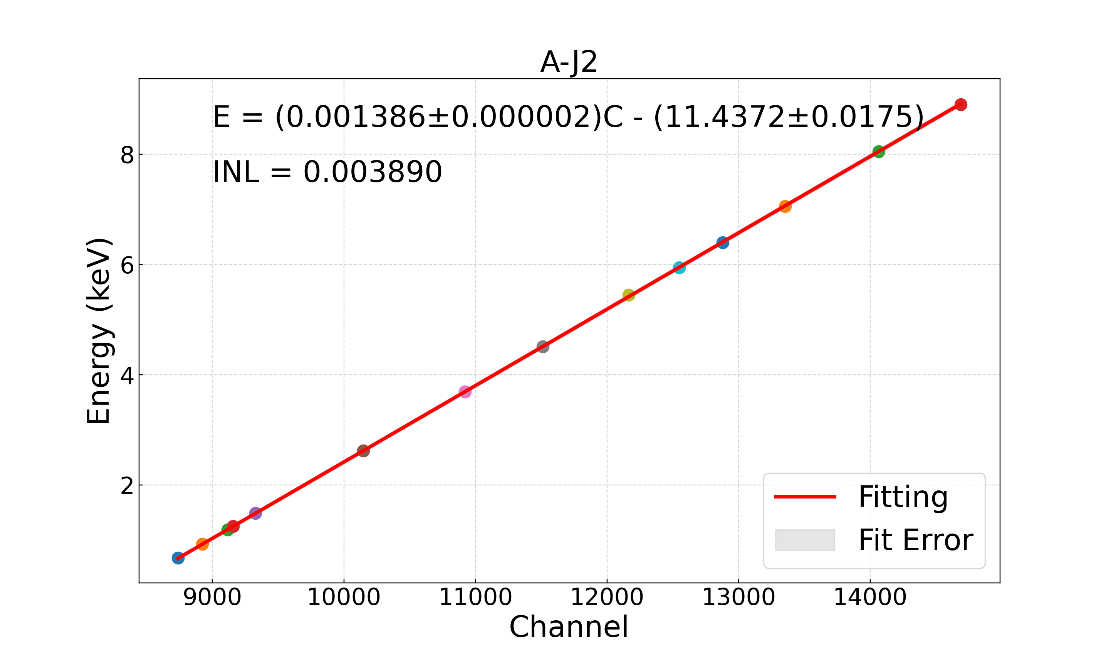 A-J2
E = (0.001386±0.000002)C - (11.4372±0.0175)
INL = 0.003890
Energy (keV)
8
6
4
2
Fitting
Fit Error
9000 10000 11000 12000 13000 14000
Channel